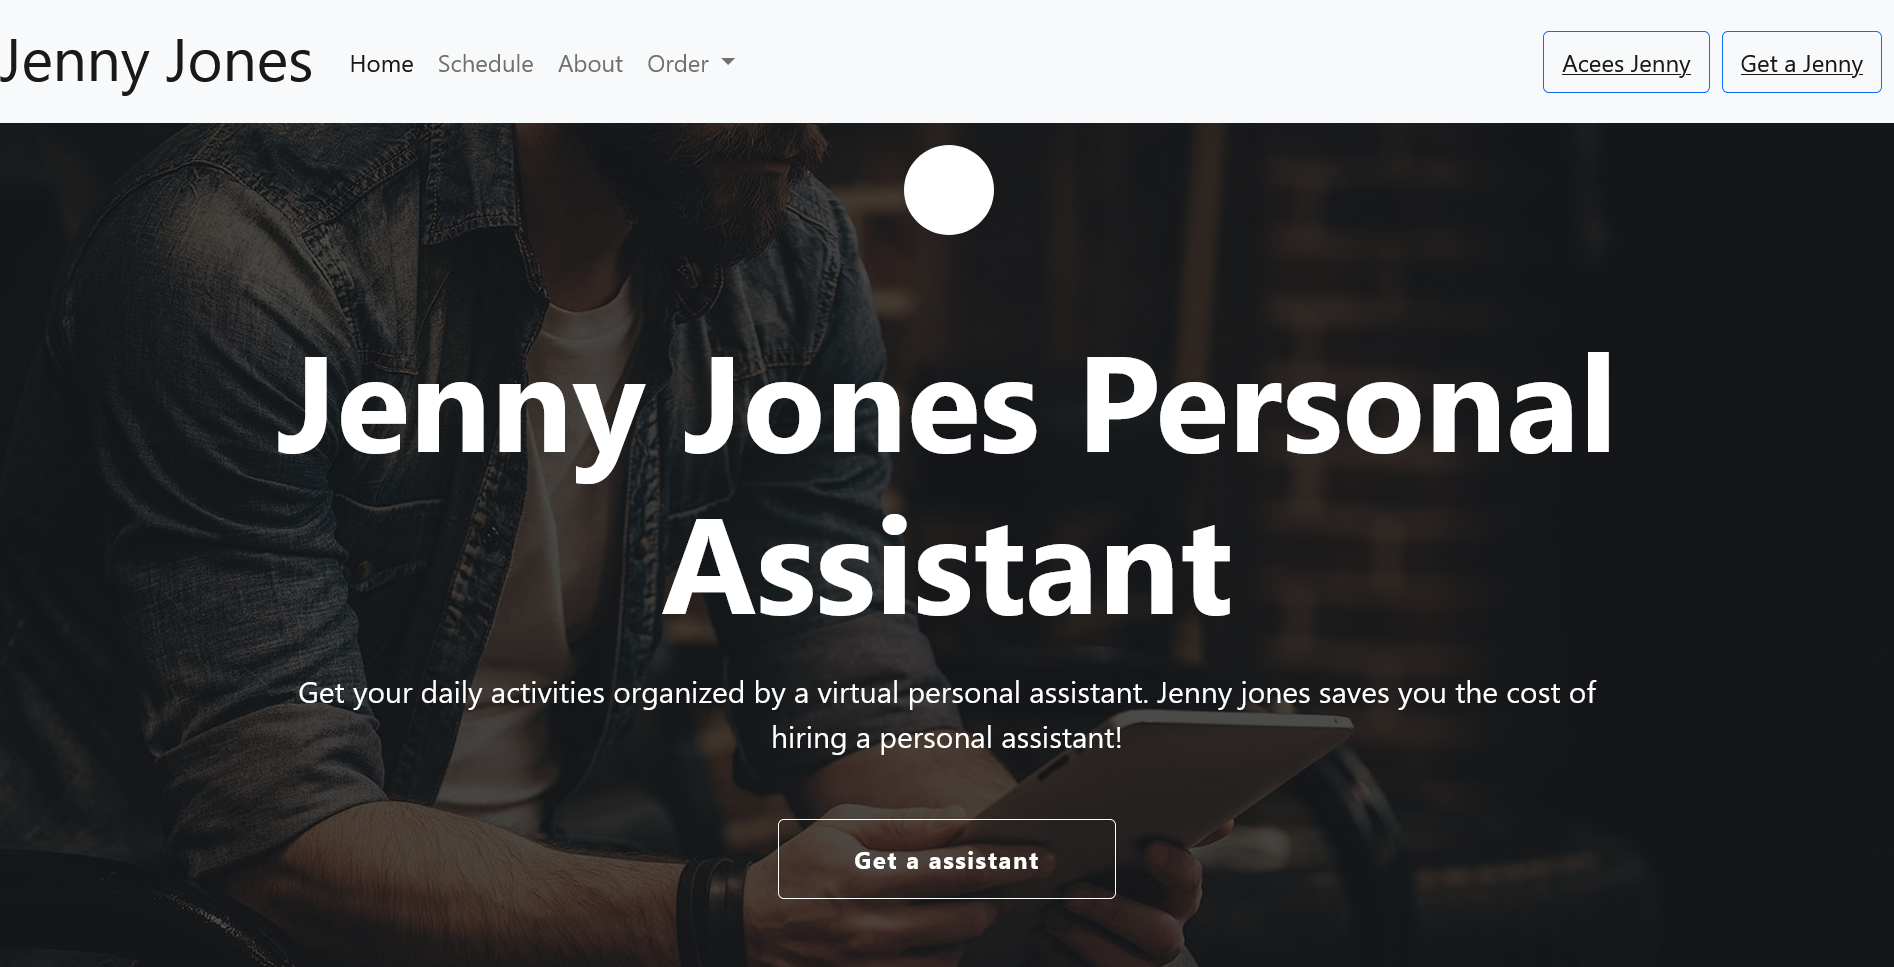 Jenny Jones Home Schedule About Order Acees Jenny Get a Jenny
Jenny Jones Personal
Assistant
Get your daily activities organized by a virtual personal assistant. Jenny jones saves you the cost of
hiring a personal assistant!
Get a assistant